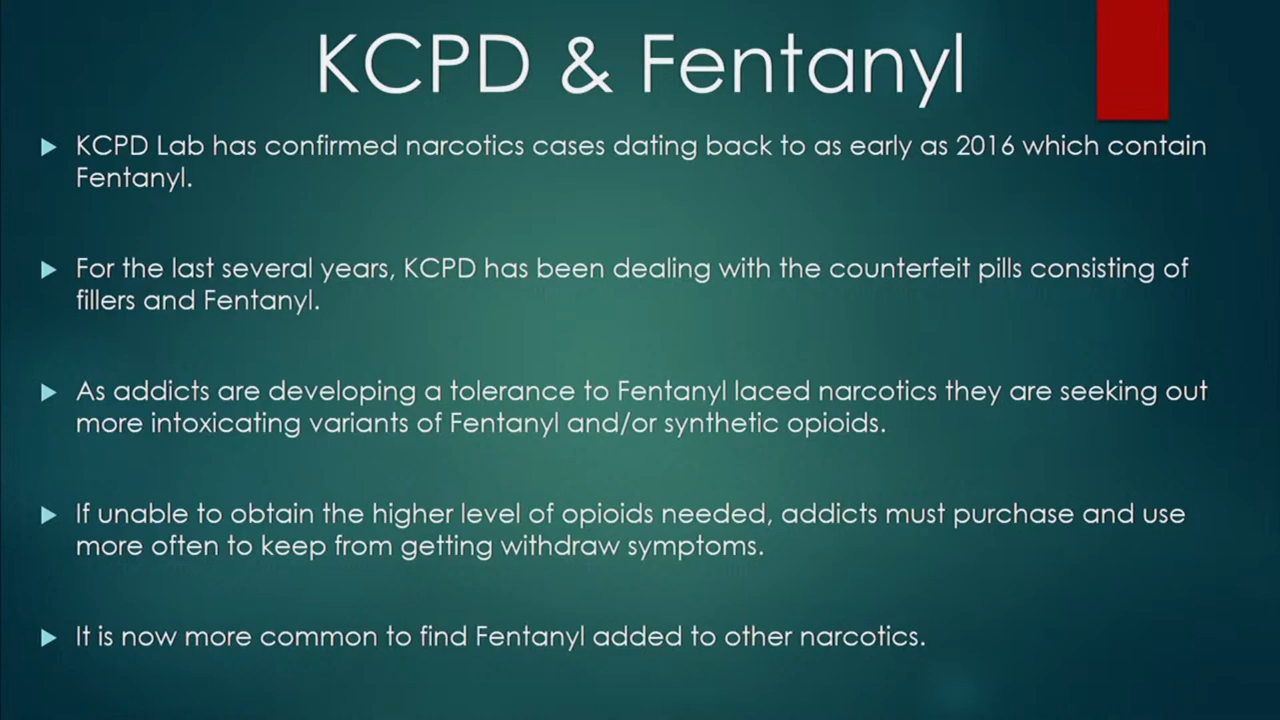 KCPD & Fentanyl
KCPD Lab has confirmed narcotics cases dating back to as early as 2016 which contain
Fentanyl.
For the last several years, KCPD has been dealing with the counterfeit pills consisting of
fillers and Fentanyl.
As addicts are developing a tolerance to Fentanyl laced narcotics they are seeking out
more intoxicating variants of Fentanyl and/or synthetic opioids.
If unable to obtain the higher level of opioids needed, addicts must purchase and use
more often to keep from getting withdraw symptoms.
It is now more common to find Fentanyl added to other narcotics.